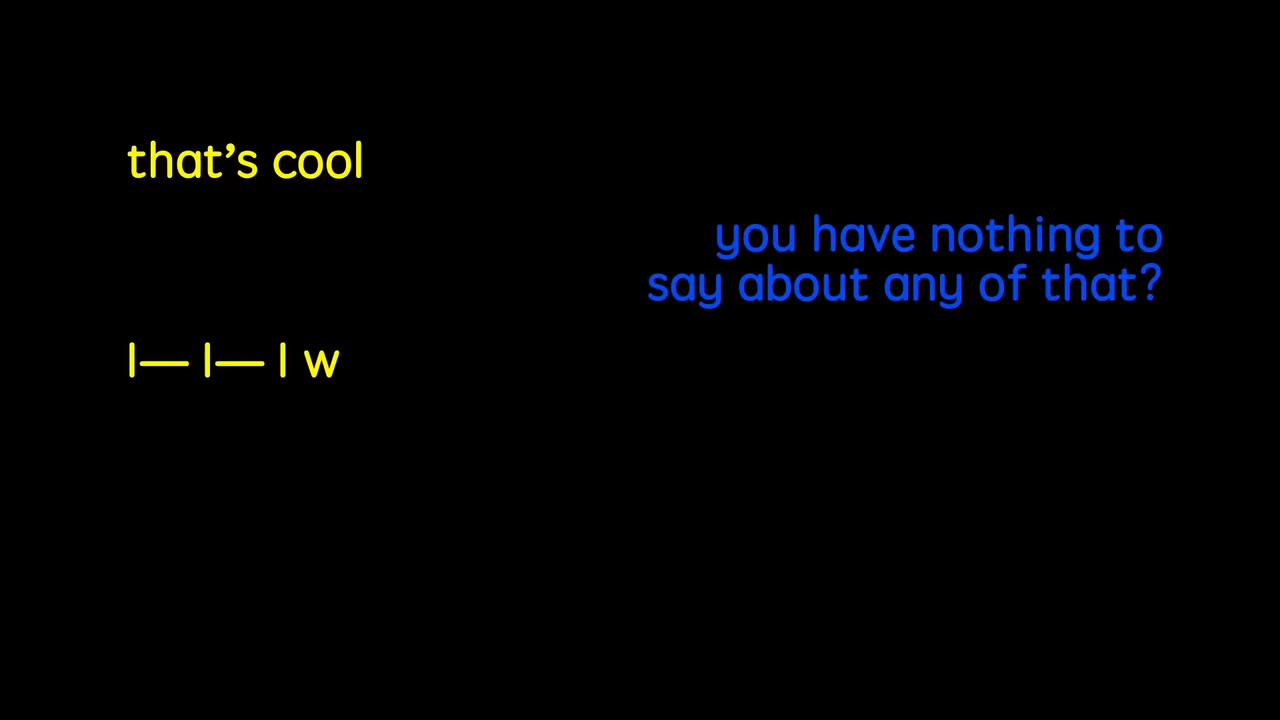 that’s cool
you have nothing to
say about any of that?
I— I— I w